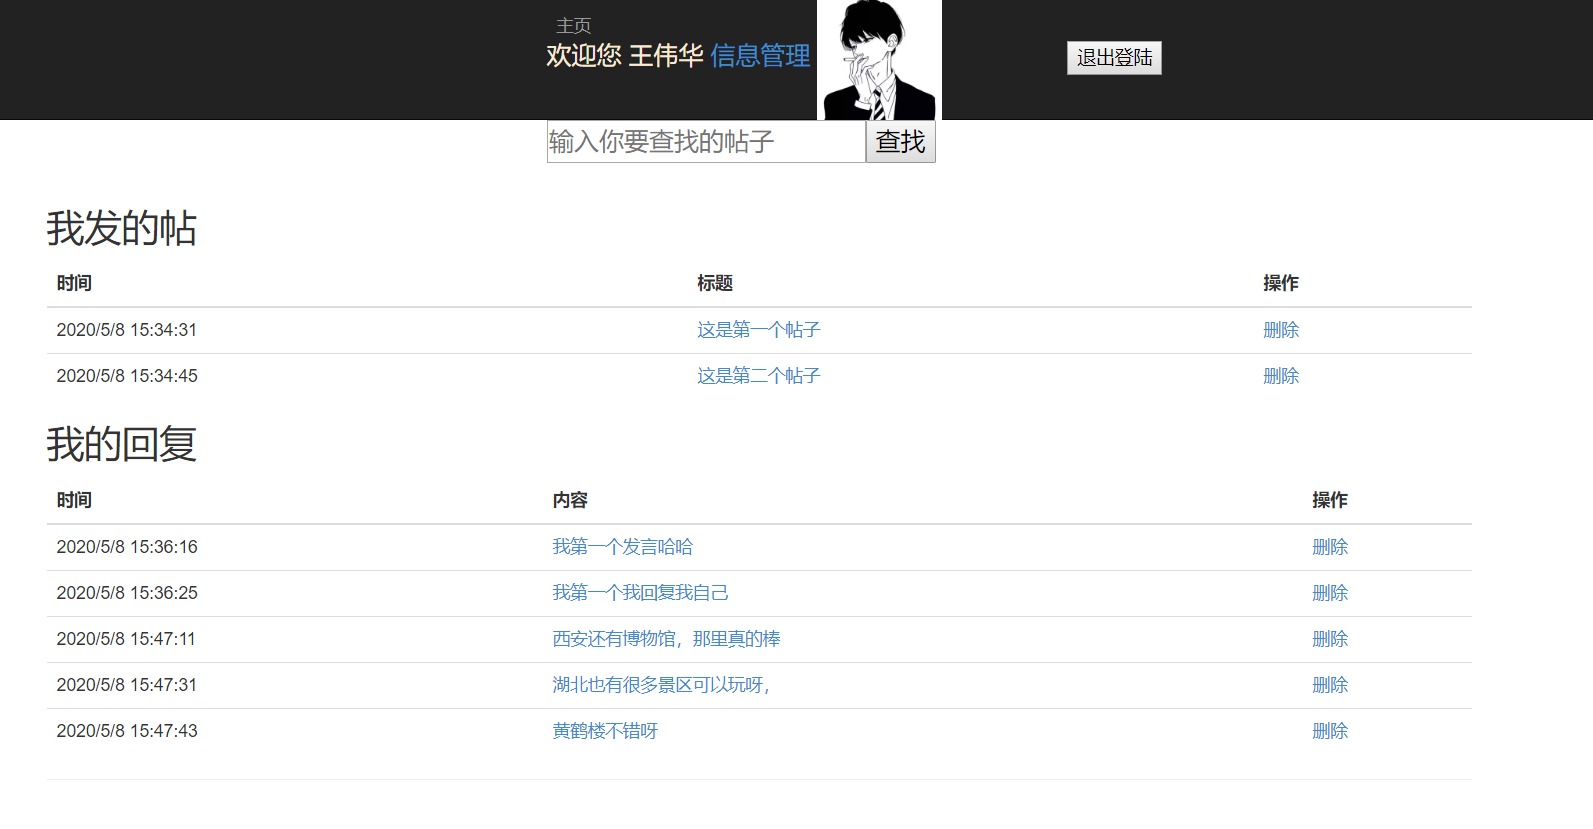 主页
欢迎您 王伟华 信息管理
退出登陆
输入你要查找的帖子 查找
我发的帖
时间 标题 操作
2020/5/8 15:34:31 这是第一个帖子 删除
2020/5/8 15:34:45 这是第二个帖子 删除
我的回复
时间 内容 操作
2020/5/8 15:36:16 我第一个发言哈哈 删除
2020/5/8 15:36:25 我第一个我回复我自己 删除
2020/5/8 15:47:11 西安还有博物馆，那里真的棒 删除
2020/5/8 15:47:31 湖北也有很多景区可以玩呀， 删除
2020/5/8 15:47:43 黄鹤楼不错呀 删除